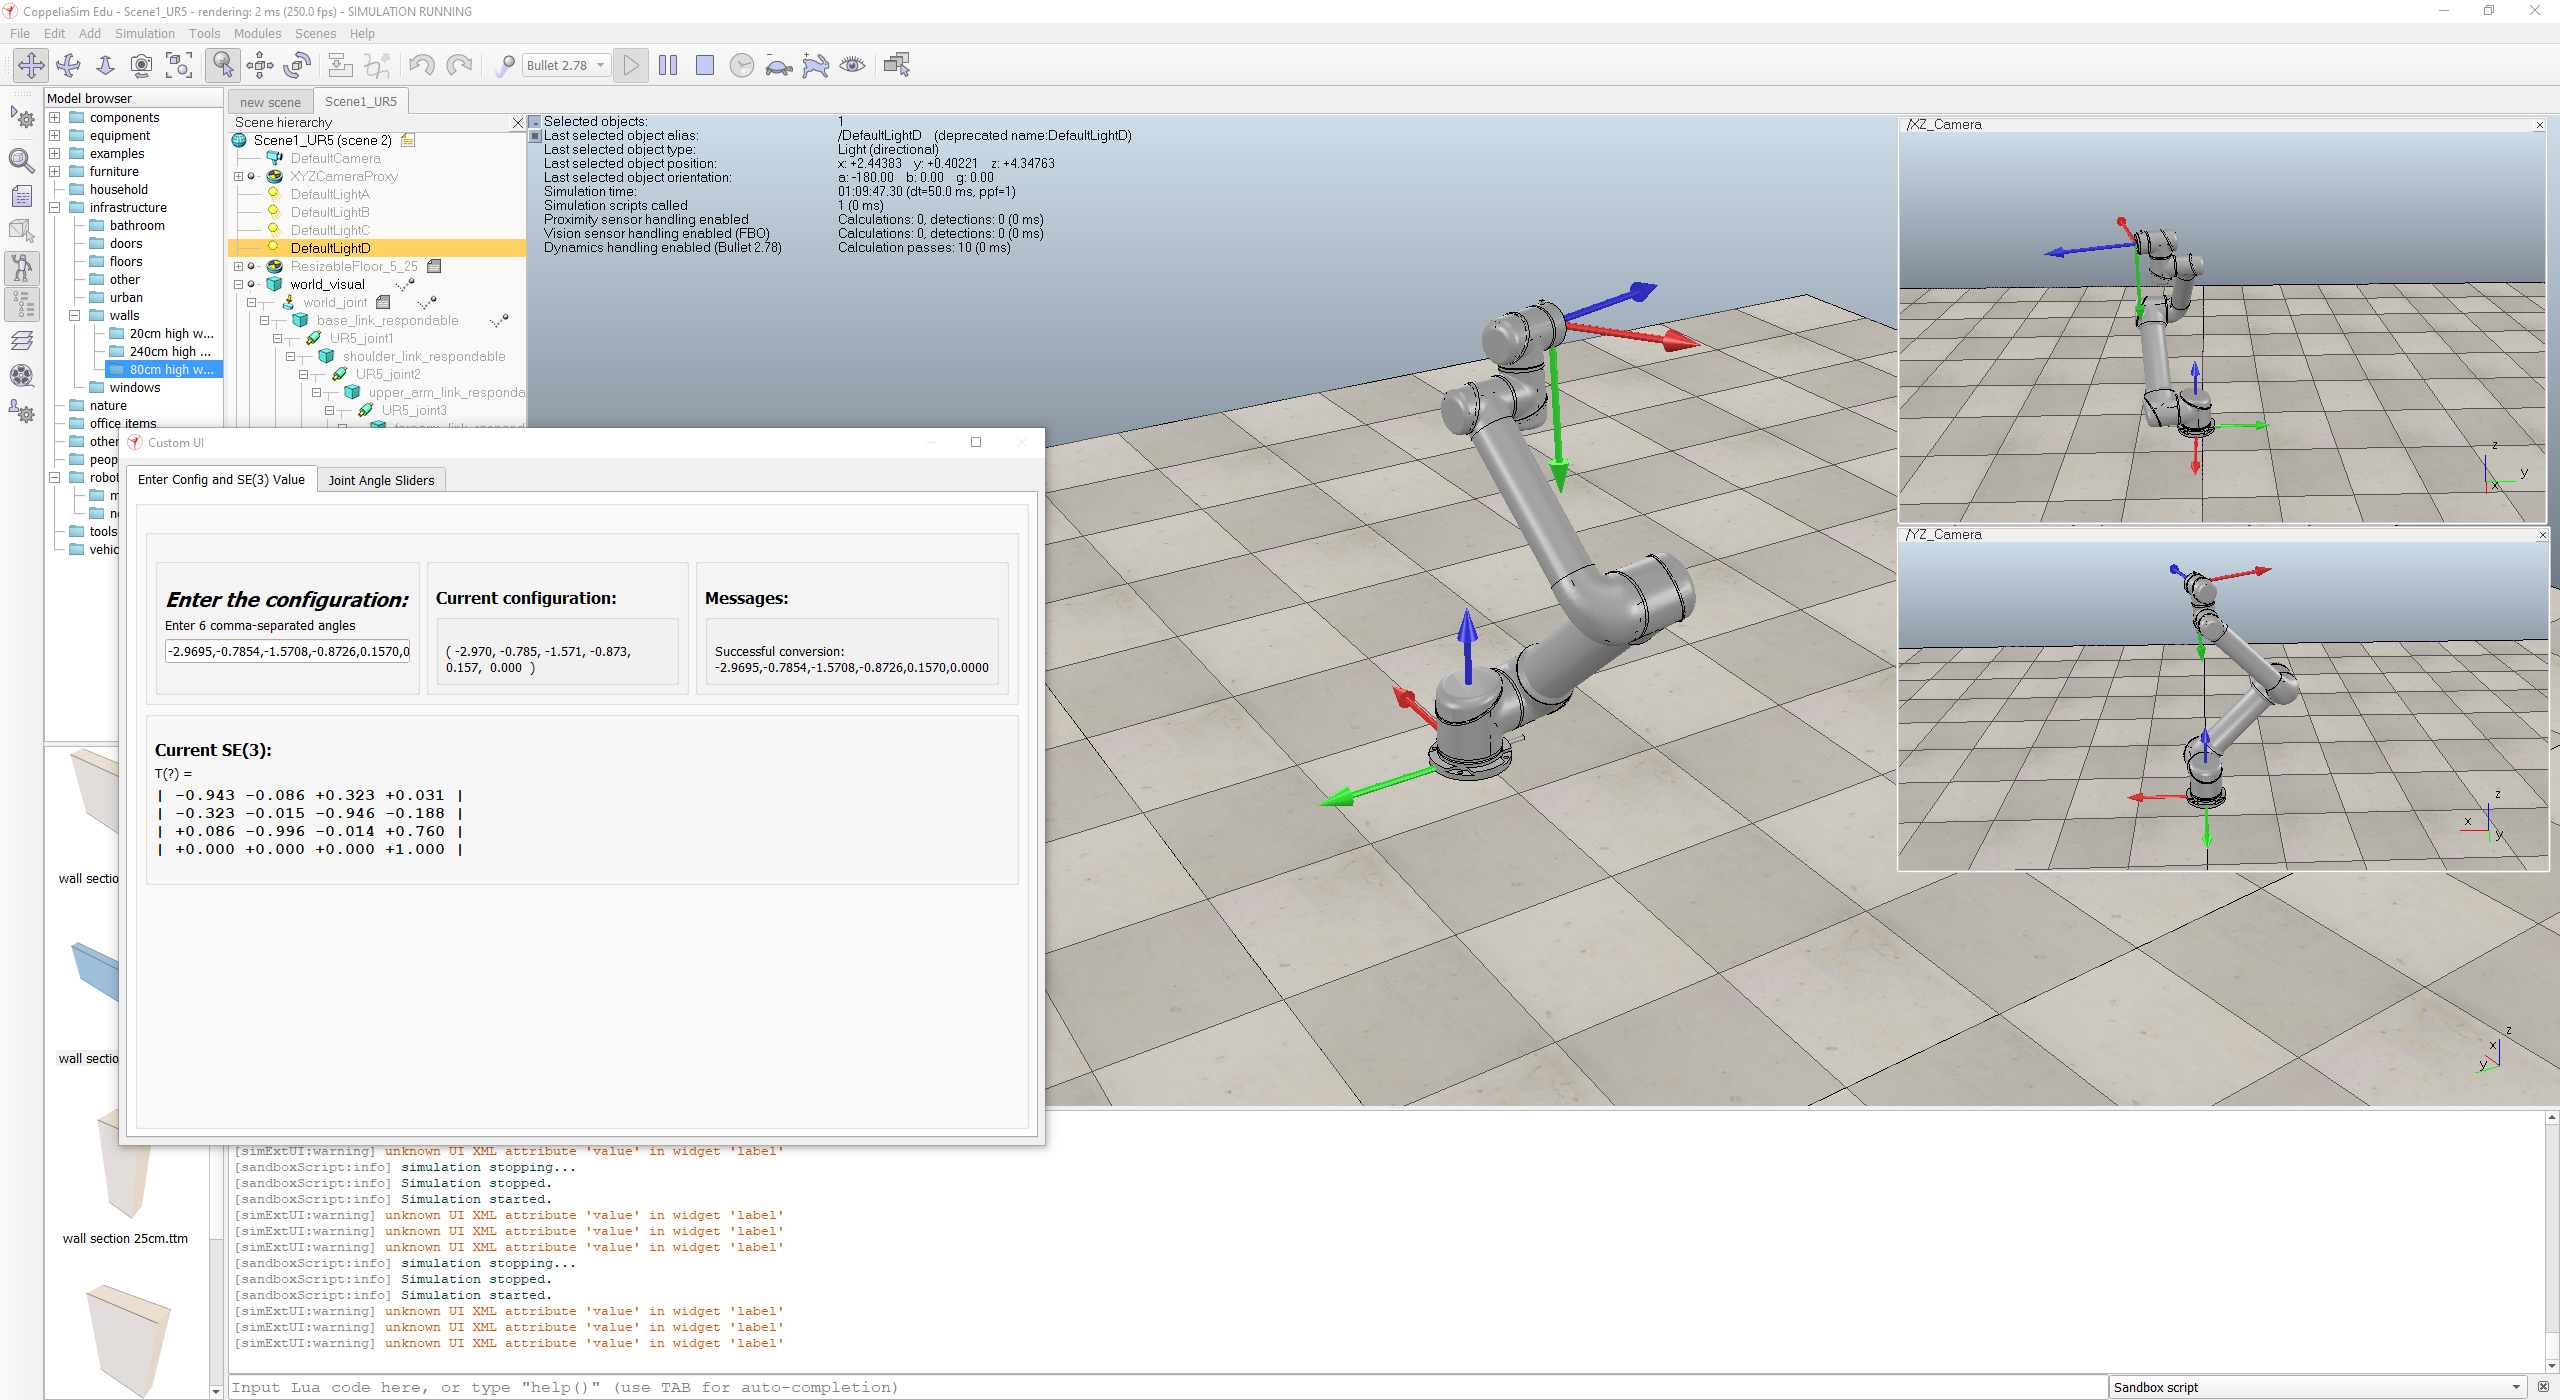 CoppeliaSim Edu - Scene1_UR5 - rendering: 2 ms (250.0 fps) - SIMULATION RUNNING
File Edit Add Simulation Tools Modules Scenes Help
Bullet 2.78
Model browser
components
equipment
examples
furniture
household
infrastructure
bathroom
doors
floors
other
urban
walls
20cm high w...
240cm high ...
80cm high w...
windows
nature
office items
other
peop
robot
m
tools
vehic
wall sectio
wall sectio
wall section 25cm.ttm
new scene
Scene1_UR5
Scene hierarchy
Scene1_UR5 (scene 2)
DefaultCamera
XYZCameraProxy
DefaultLightA
DefaultLightB
DefaultLightC
DefaultLightD
ResizableFloor_5_25
world_visual
world_joint
base_link_respondable
UR5_joint1
shoulder_link_respondable
UR5_joint2
upper_arm_link_responda
UR5_joint3
Selected objects: 1
Last selected object alias: /DefaultLightD (deprecated name:DefaultLightD)
Last selected object type: Light (directional)
Last selected object position: x: +2.44383 y: +0.40221 z: +4.34763
Last selected object orientation: a: -180.00 b: 0.00 g: 0.00
Simulation time: 01:09:47.30 (dt=50.0 ms, ppf=1)
Simulation scripts called 1 (0 ms)
Proximity sensor handling enabled Calculations: 0, detections: 0 (0 ms)
Vision sensor handling enabled (FBO) Calculations: 0, detections: 0 (0 ms)
Dynamics handling enabled (Bullet 2.78) Calculation passes: 10 (0 ms)
/XZ_Camera
z
y
x
/YZ_Camera
z
x
y
z
x
y
Custom UI
Enter Config and SE(3) Value
Joint Angle Sliders
Enter the configuration:
Enter 6 comma-separated angles
-2.9695,-0.7854,-1.5708,-0.8726,0.1570,0
Current configuration:
( -2.970, -0.785, -1.571, -0.873,
0.157, 0.000 )
Messages:
Successful conversion:
-2.9695,-0.7854,-1.5708,-0.8726,0.1570,0.0000
Current SE(3):
T(?) =
| -0.943 -0.086 +0.323 +0.031 |
| -0.323 -0.015 -0.946 -0.188 |
| +0.086 -0.996 -0.014 +0.760 |
| +0.000 +0.000 +0.000 +1.000 |
[simExtUI:warning] unknown UI XML attribute 'value' in widget 'label'
[sandboxScript:info] simulation stopping...
[sandboxScript:info] Simulation stopped.
[sandboxScript:info] Simulation started.
[simExtUI:warning] unknown UI XML attribute 'value' in widget 'label'
[simExtUI:warning] unknown UI XML attribute 'value' in widget 'label'
[simExtUI:warning] unknown UI XML attribute 'value' in widget 'label'
[sandboxScript:info] simulation stopping...
[sandboxScript:info] Simulation stopped.
[sandboxScript:info] Simulation started.
[simExtUI:warning] unknown UI XML attribute 'value' in widget 'label'
[simExtUI:warning] unknown UI XML attribute 'value' in widget 'label'
[simExtUI:warning] unknown UI XML attribute 'value' in widget 'label'
Input Lua code here, or type "help()" (use TAB for auto-completion)
Sandbox script